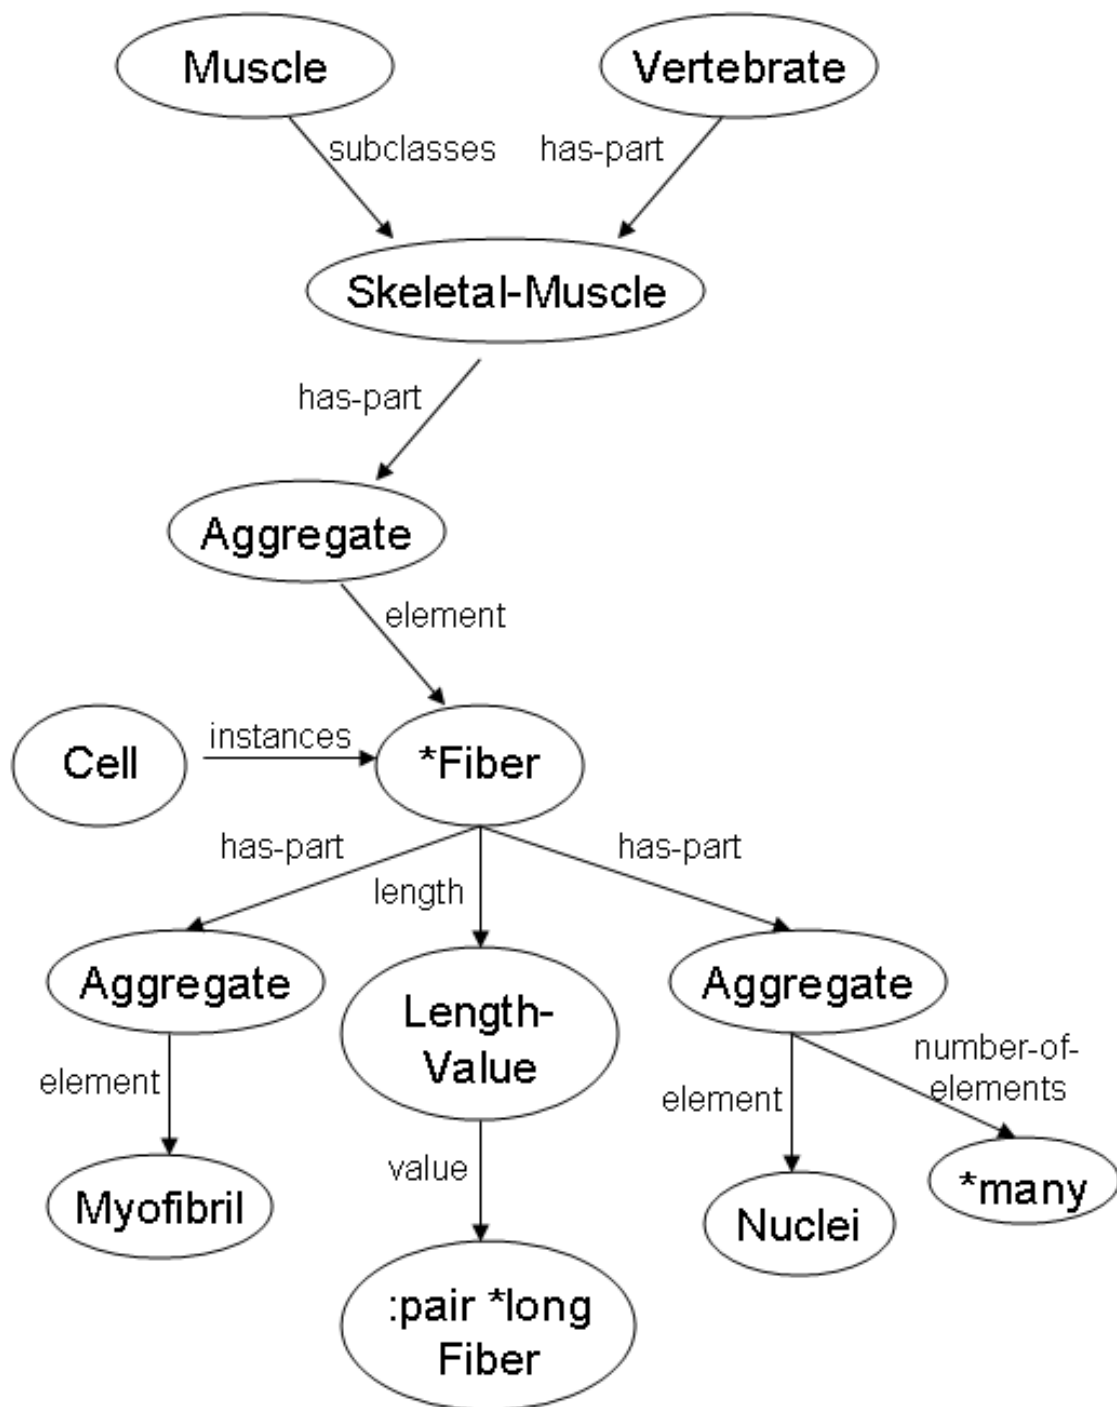 Muscle
Vertebrate
subclasses
has-part
Skeletal-Muscle
has-part
Aggregate
element
Cell
instances
*Fiber
has-part
length
has-part
Aggregate
Length-
Value
Aggregate
element
value
element
number-of-
elements
Myofibril
:pair *long
Fiber
Nuclei
*many